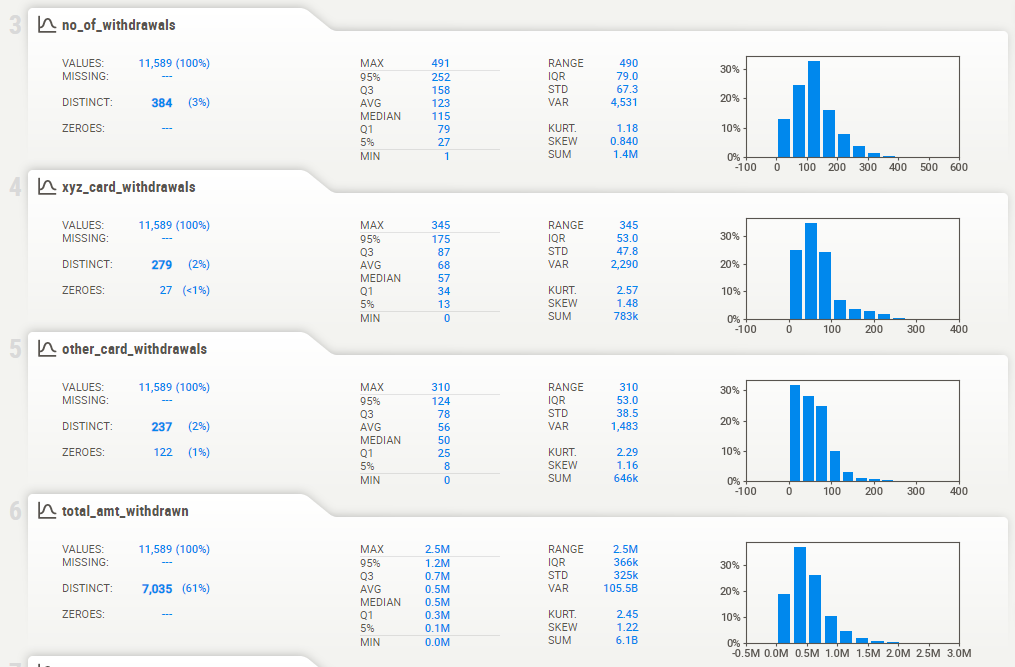 3 no_of_withdrawals
VALUES: 11,589 (100%) MAX 491 RANGE 490
MISSING: --- 95% 252 IQR 79.0
Q3 158 STD 67.3
DISTINCT: 384 (3%) AVG 123 VAR 4,531
MEDIAN 115
ZEROES: --- Q1 79 KURT. 1.18
5% 27 SKEW 0.840
MIN 1 SUM 1.4M
30%
20%
10%
0%
-100 0 100 200 300 400 500 600
4 xyz_card_withdrawals
VALUES: 11,589 (100%) MAX 345 RANGE 345
MISSING: --- 95% 175 IQR 53.0
Q3 87 STD 47.8
DISTINCT: 279 (2%) AVG 68 VAR 2,290
MEDIAN 57
ZEROES: 27 (<1%) Q1 34 KURT. 2.57
5% 13 SKEW 1.48
MIN 0 SUM 783k
30%
20%
10%
0%
-100 0 100 200 300 400
5 other_card_withdrawals
VALUES: 11,589 (100%) MAX 310 RANGE 310
MISSING: --- 95% 124 IQR 53.0
Q3 78 STD 38.5
DISTINCT: 237 (2%) AVG 56 VAR 1,483
MEDIAN 50
ZEROES: 122 (1%) Q1 25 KURT. 2.29
5% 8 SKEW 1.16
MIN 0 SUM 646k
30%
20%
10%
0%
-100 0 100 200 300 400
6 total_amt_withdrawn
VALUES: 11,589 (100%) MAX 2.5M RANGE 2.5M
MISSING: --- 95% 1.2M IQR 366k
Q3 0.7M STD 325k
DISTINCT: 7,035 (61%) AVG 0.5M VAR 105.5B
MEDIAN 0.5M
ZEROES: --- Q1 0.3M KURT. 2.45
5% 0.1M SKEW 1.22
MIN 0.0M SUM 6.1B
30%
20%
10%
0%
-0.5M 0.0M 0.5M 1.0M 1.5M 2.0M 2.5M 3.0M